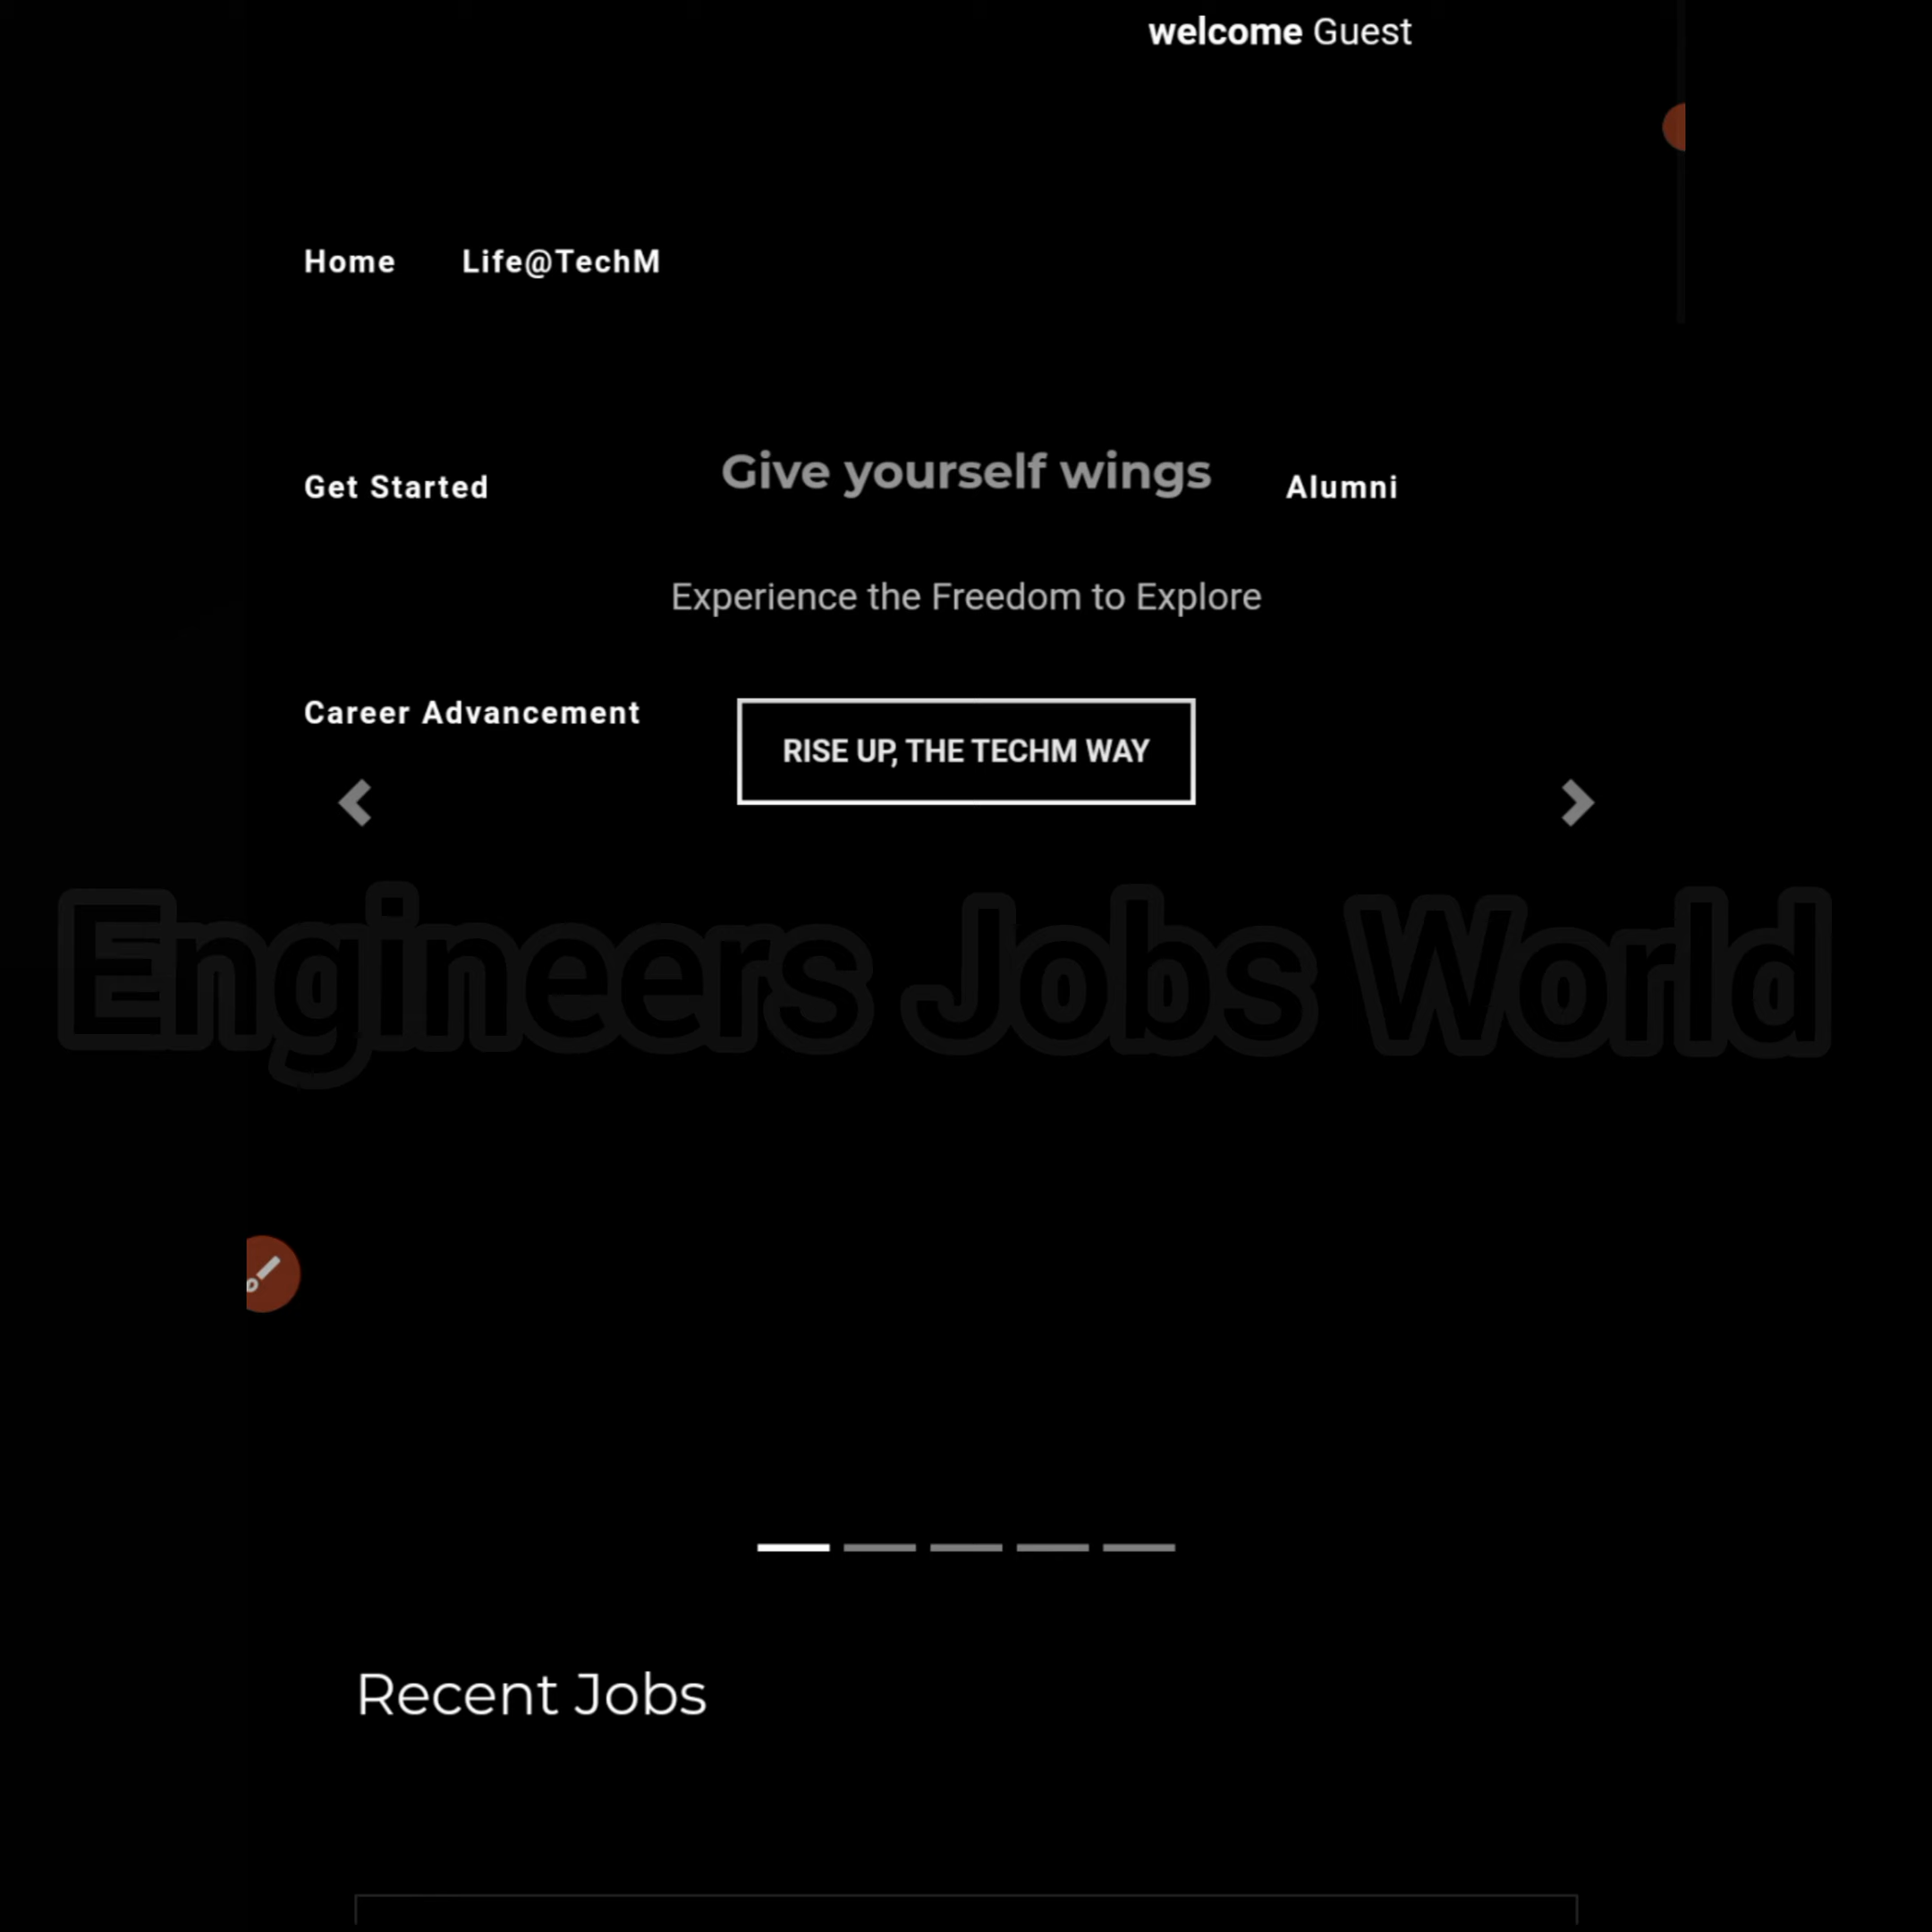 welcome Guest
Home Life@TechM
Get Started Give yourself wings Alumni
Experience the Freedom to Explore
Career Advancement
RISE UP, THE TECHM WAY
Engineers Jobs World
Recent Jobs